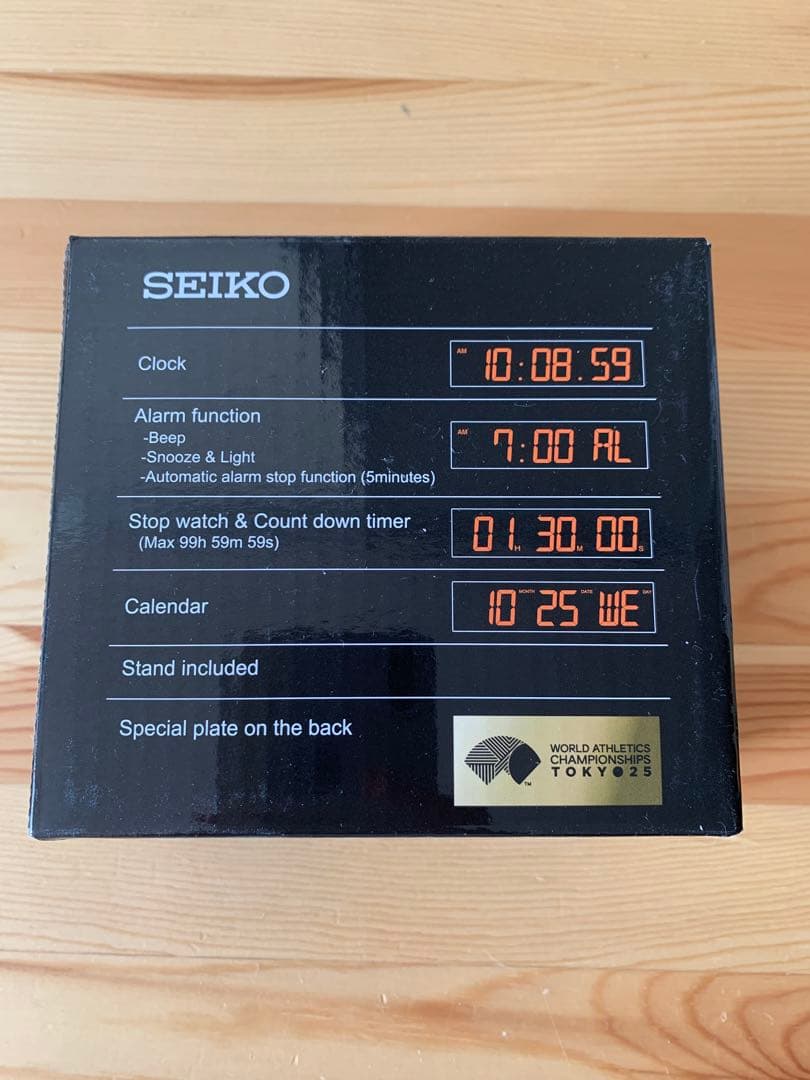 SEIKO
Clock
AM 10:08.59
Alarm function
-Beep
-Snooze & Light
-Automatic alarm stop function (5minutes)
AM 7:00 AL
Stop watch & Count down timer
(Max 99h 59m 59s)
01H 30M 00S
Calendar
10 MONTH 25 DATE WE DAY
Stand included
Special plate on the back
WORLD ATHLETICS
CHAMPIONSHIPS
TOKYO25
TM